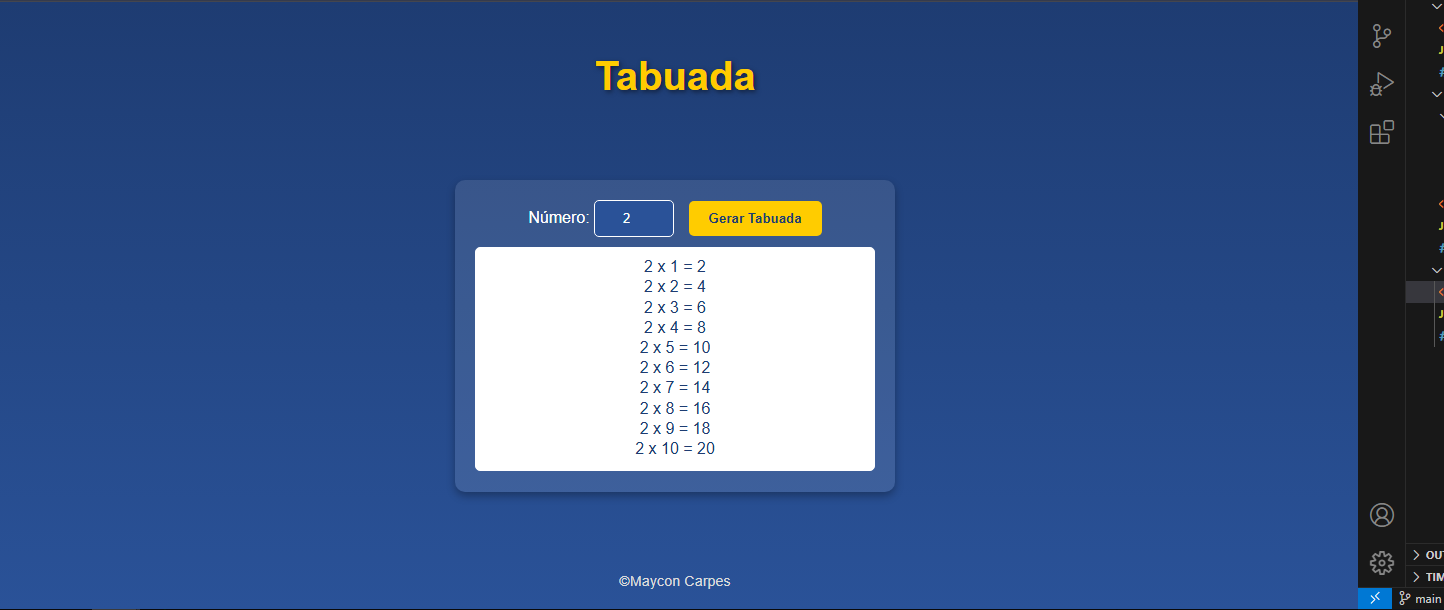 Tabuada
Número: 2 Gerar Tabuada
2 x 1 = 2
2 x 2 = 4
2 x 3 = 6
2 x 4 = 8
2 x 5 = 10
2 x 6 = 12
2 x 7 = 14
2 x 8 = 16
2 x 9 = 18
2 x 10 = 20
©Maycon Carpes
main